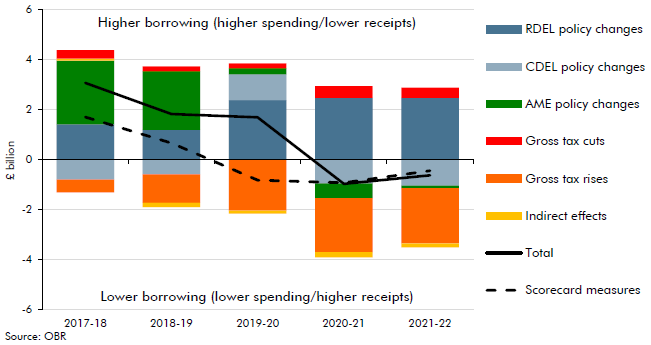 Higher borrowing (higher spending/lower receipts)
6
4
2
0
-2
-4
-6
£ billion
Lower borrowing (lower spending/higher receipts)
2017-18 2018-19 2019-20 2020-21 2021-22
Source: OBR
RDEL policy changes
CDEL policy changes
AME policy changes
Gross tax cuts
Gross tax rises
Indirect effects
Total
Scorecard measures